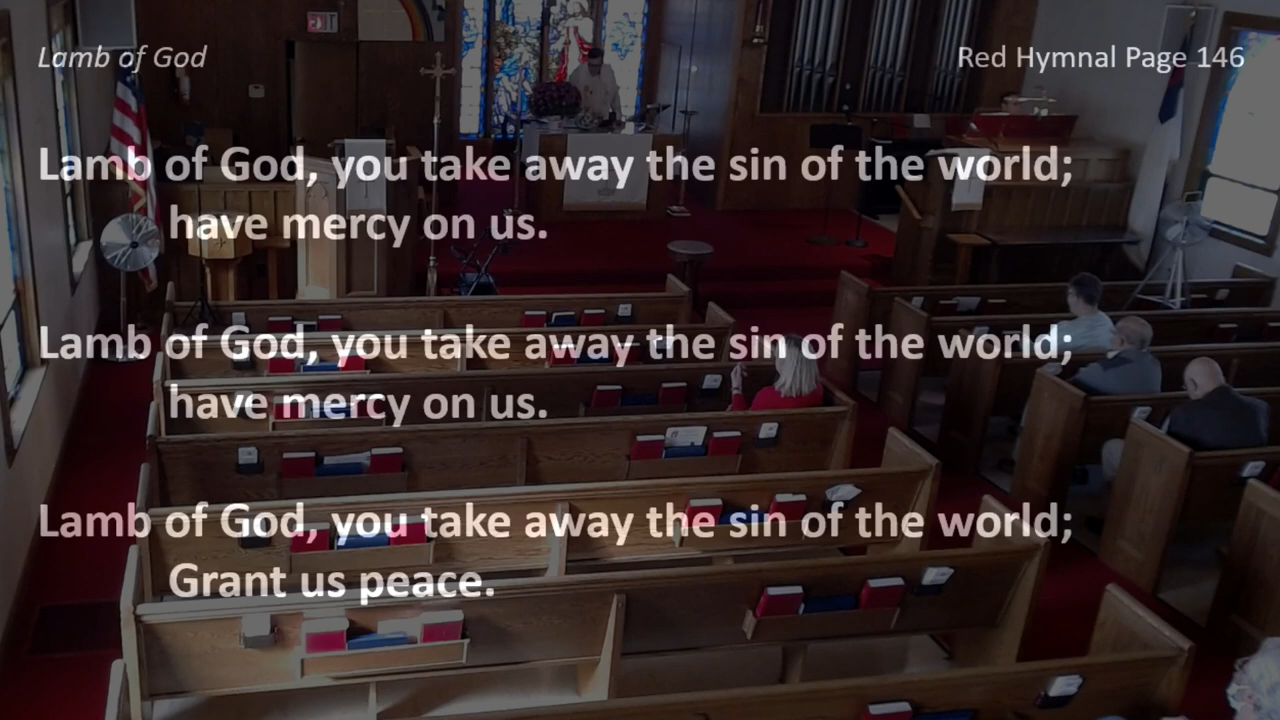 Lamb of God
Red Hymnal Page 146
Lamb of God, you take away the sin of the world;
have mercy on us.
Lamb of God, you take away the sin of the world;
have mercy on us.
Lamb of God, you take away the sin of the world;
Grant us peace.
EXIT